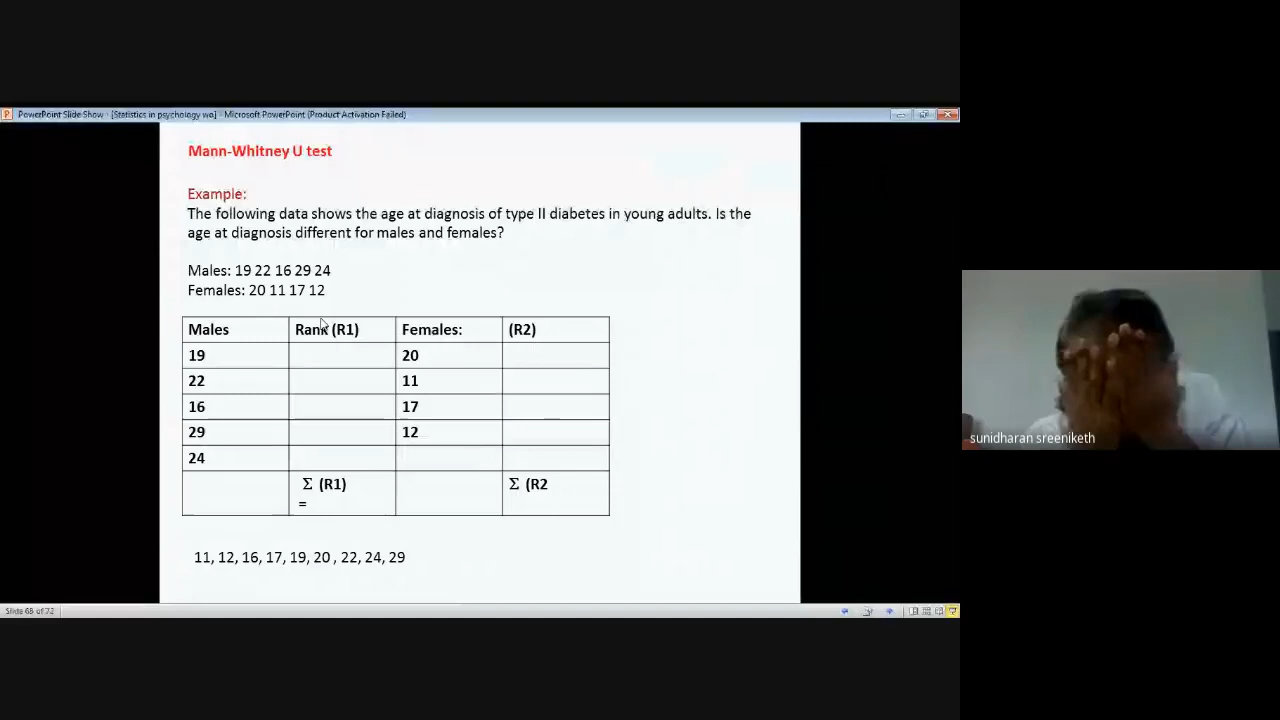 PowerPoint Slide Show - [Statistics in psychology wo] - Microsoft PowerPoint (Product Activation Failed)
Mann-Whitney U test
Example:
The following data shows the age at diagnosis of type II diabetes in young adults. Is the
age at diagnosis different for males and females?
Males: 19 22 16 29 24
Females: 20 11 17 12
Males Rank (R1) Females: (R2)
19 20
22 11
16 17
29 12
24
Σ (R1) Σ (R2
=
11, 12, 16, 17, 19, 20 , 22, 24, 29
Slide 68 of 72
sunidharan sreeniketh